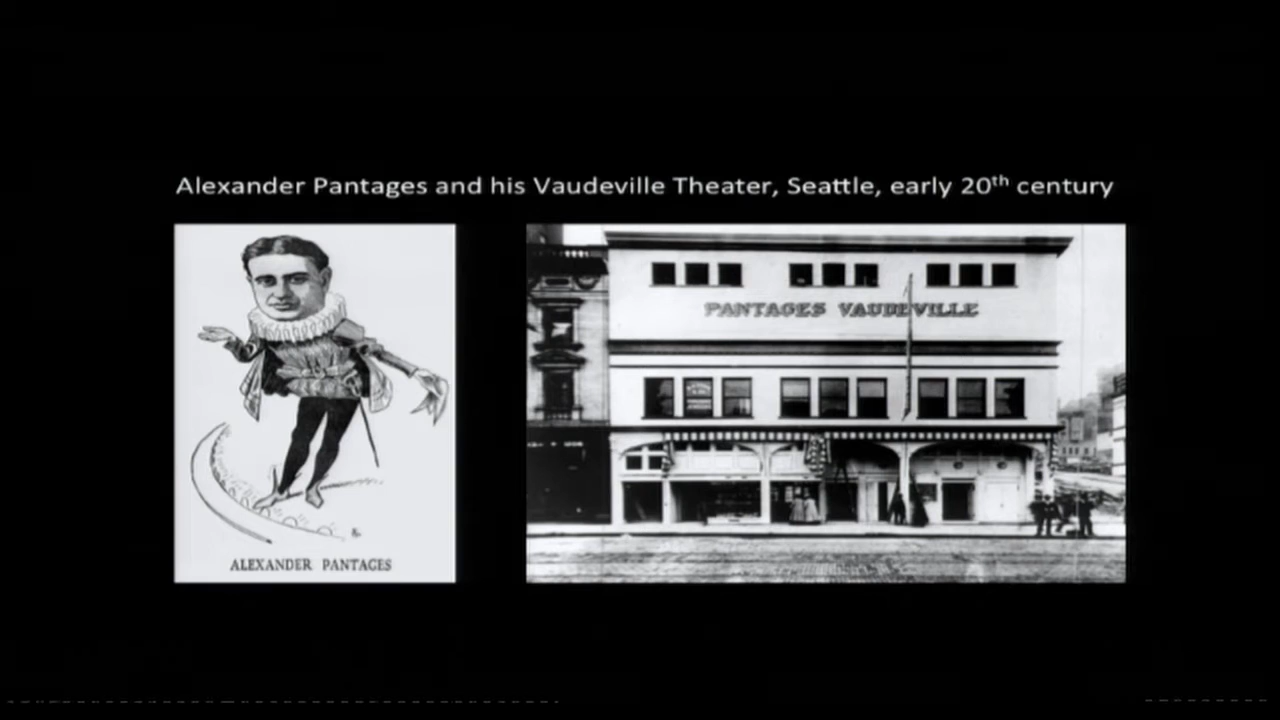 Alexander Pantages and his Vaudeville Theater, Seattle, early 20th century
PANTAGES VAUDEVILLE
ALEXANDER PANTAGES